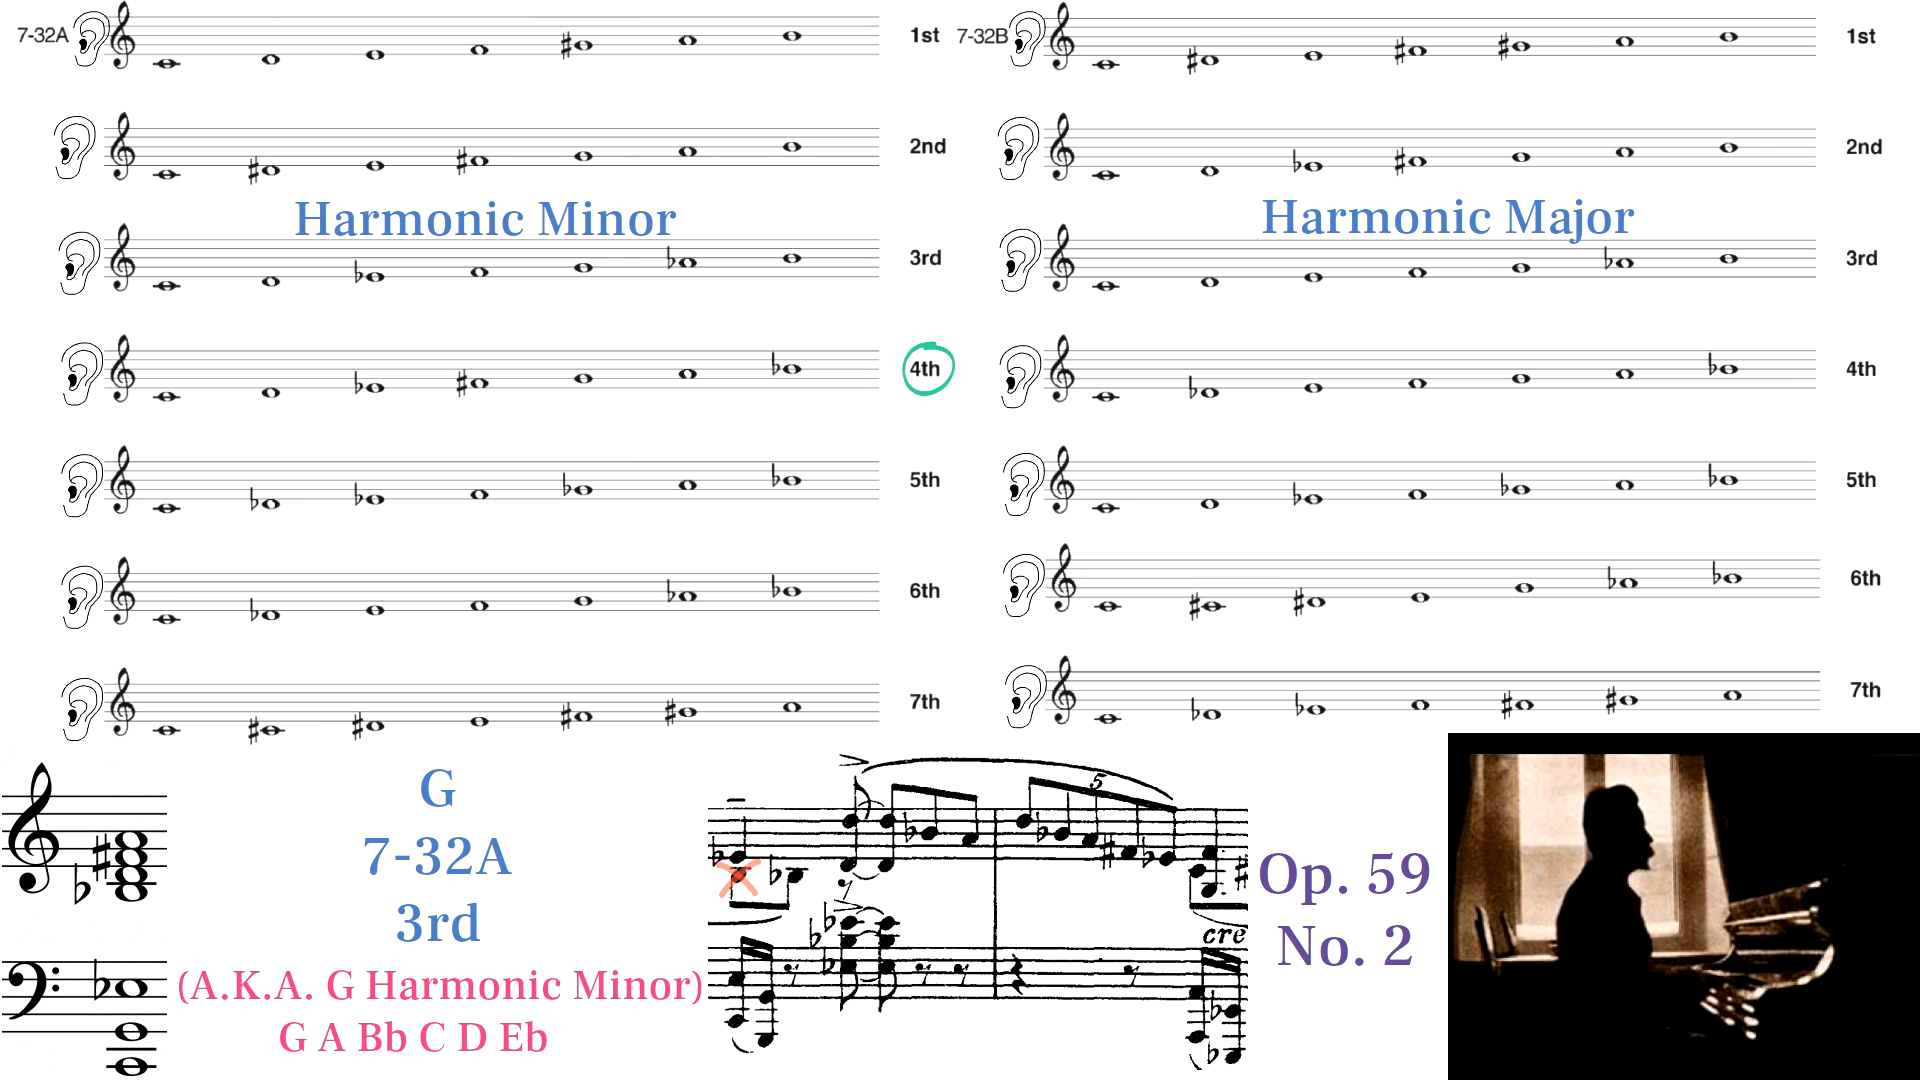 7-32A 1st 7-32B 1st
2nd 2nd
Harmonic Minor Harmonic Major
3rd 3rd
4th 4th
5th 5th
6th 6th
7th 7th
G
7-32A
3rd
(A.K.A. G Harmonic Minor)
G A Bb C D Eb
5
cre
Op. 59
No. 2